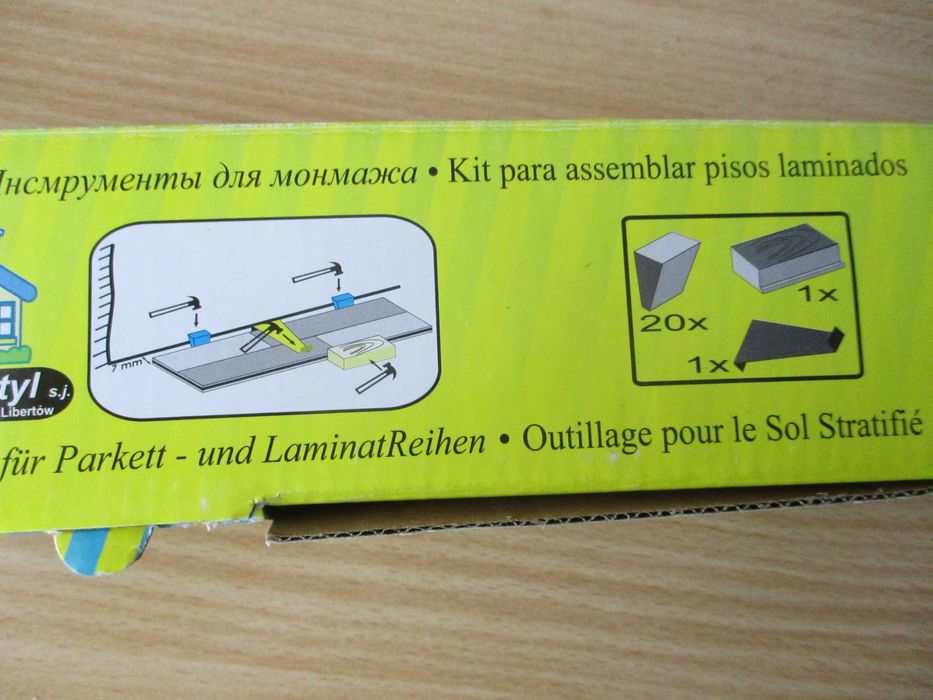 Инсмрументы для монмажа • Kit para assemblar pisos laminados
20x
1x
1x
7 mm
tyl s.j.
Libertów
für Parkett - und LaminatReihen • Outillage pour le Sol Stratifié